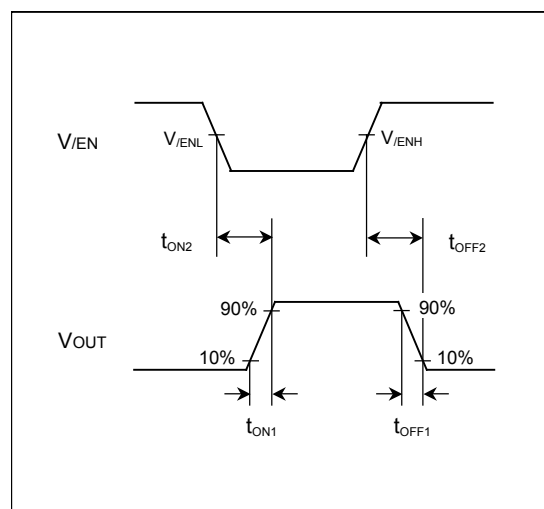 V/EN
V/ENL
V/ENH
tON2
tOFF2
VOUT
90%
90%
10%
10%
tON1
tOFF1